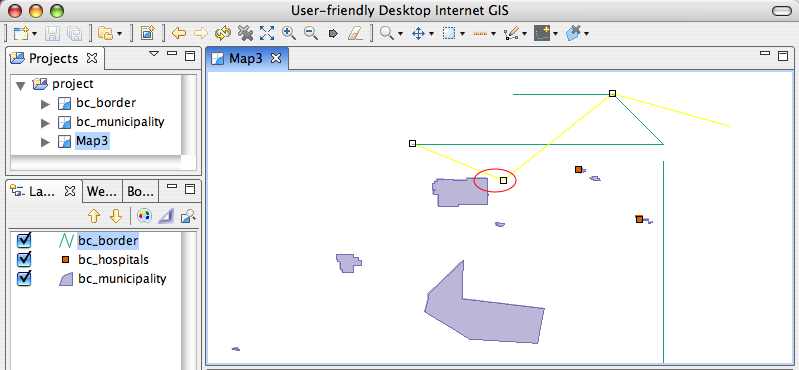 User-friendly Desktop Internet GIS
Projects
project
bc_border
bc_municipality
Map3
La...
We...
Bo...
bc_border
bc_hospitals
bc_municipality
Map3